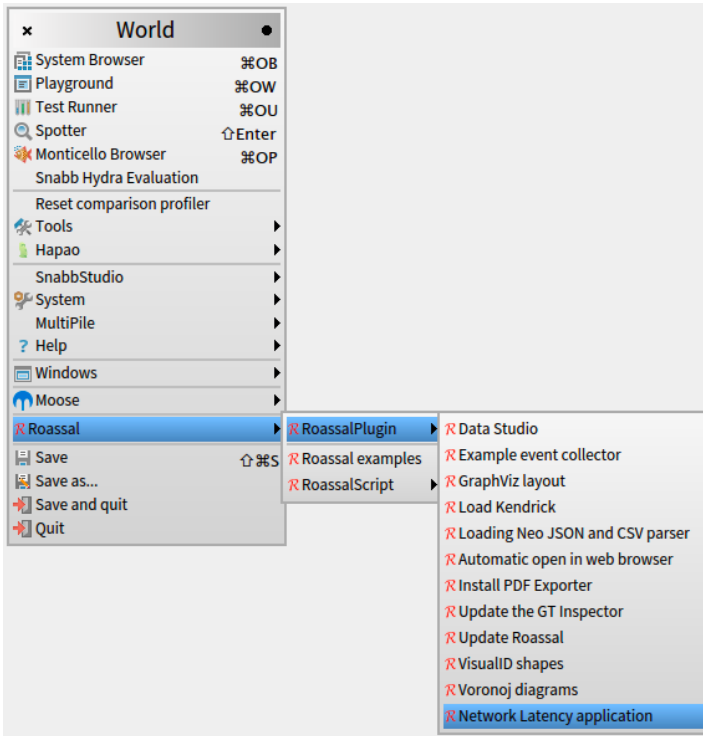 World
System Browser ⌘OB
Playground ⌘OW
Test Runner ⌘OU
Spotter ⇧Enter
Monticello Browser ⌘OP
Snabb Hydra Evaluation
Reset comparison profiler
Tools
Hapao
SnabbStudio
System
MultiPile
Help
Windows
Moose
Roassal
Save ⇧⌘S
Save as...
Save and quit
Quit
RoassalPlugin
Roassal examples
RoassalScript
Data Studio
Example event collector
GraphViz layout
Load Kendrick
Loading Neo JSON and CSV parser
Automatic open in web browser
Install PDF Exporter
Update the GT Inspector
Update Roassal
VisualID shapes
Voronoj diagrams
Network Latency application